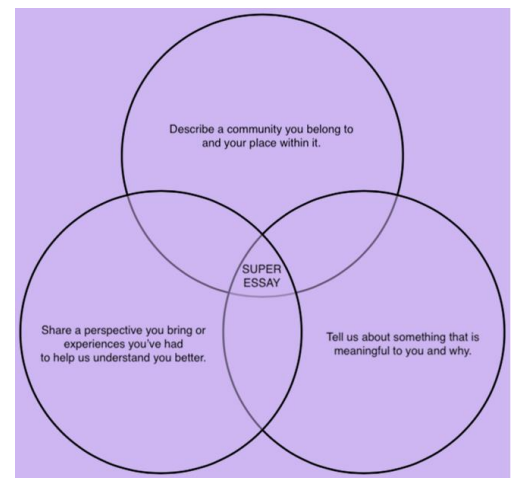 Describe a community you belong to
and your place within it.
SUPER
ESSAY
Share a perspective you bring or
experiences you've had
to help us understand you better.
Tell us about something that is
meaningful to you and why.